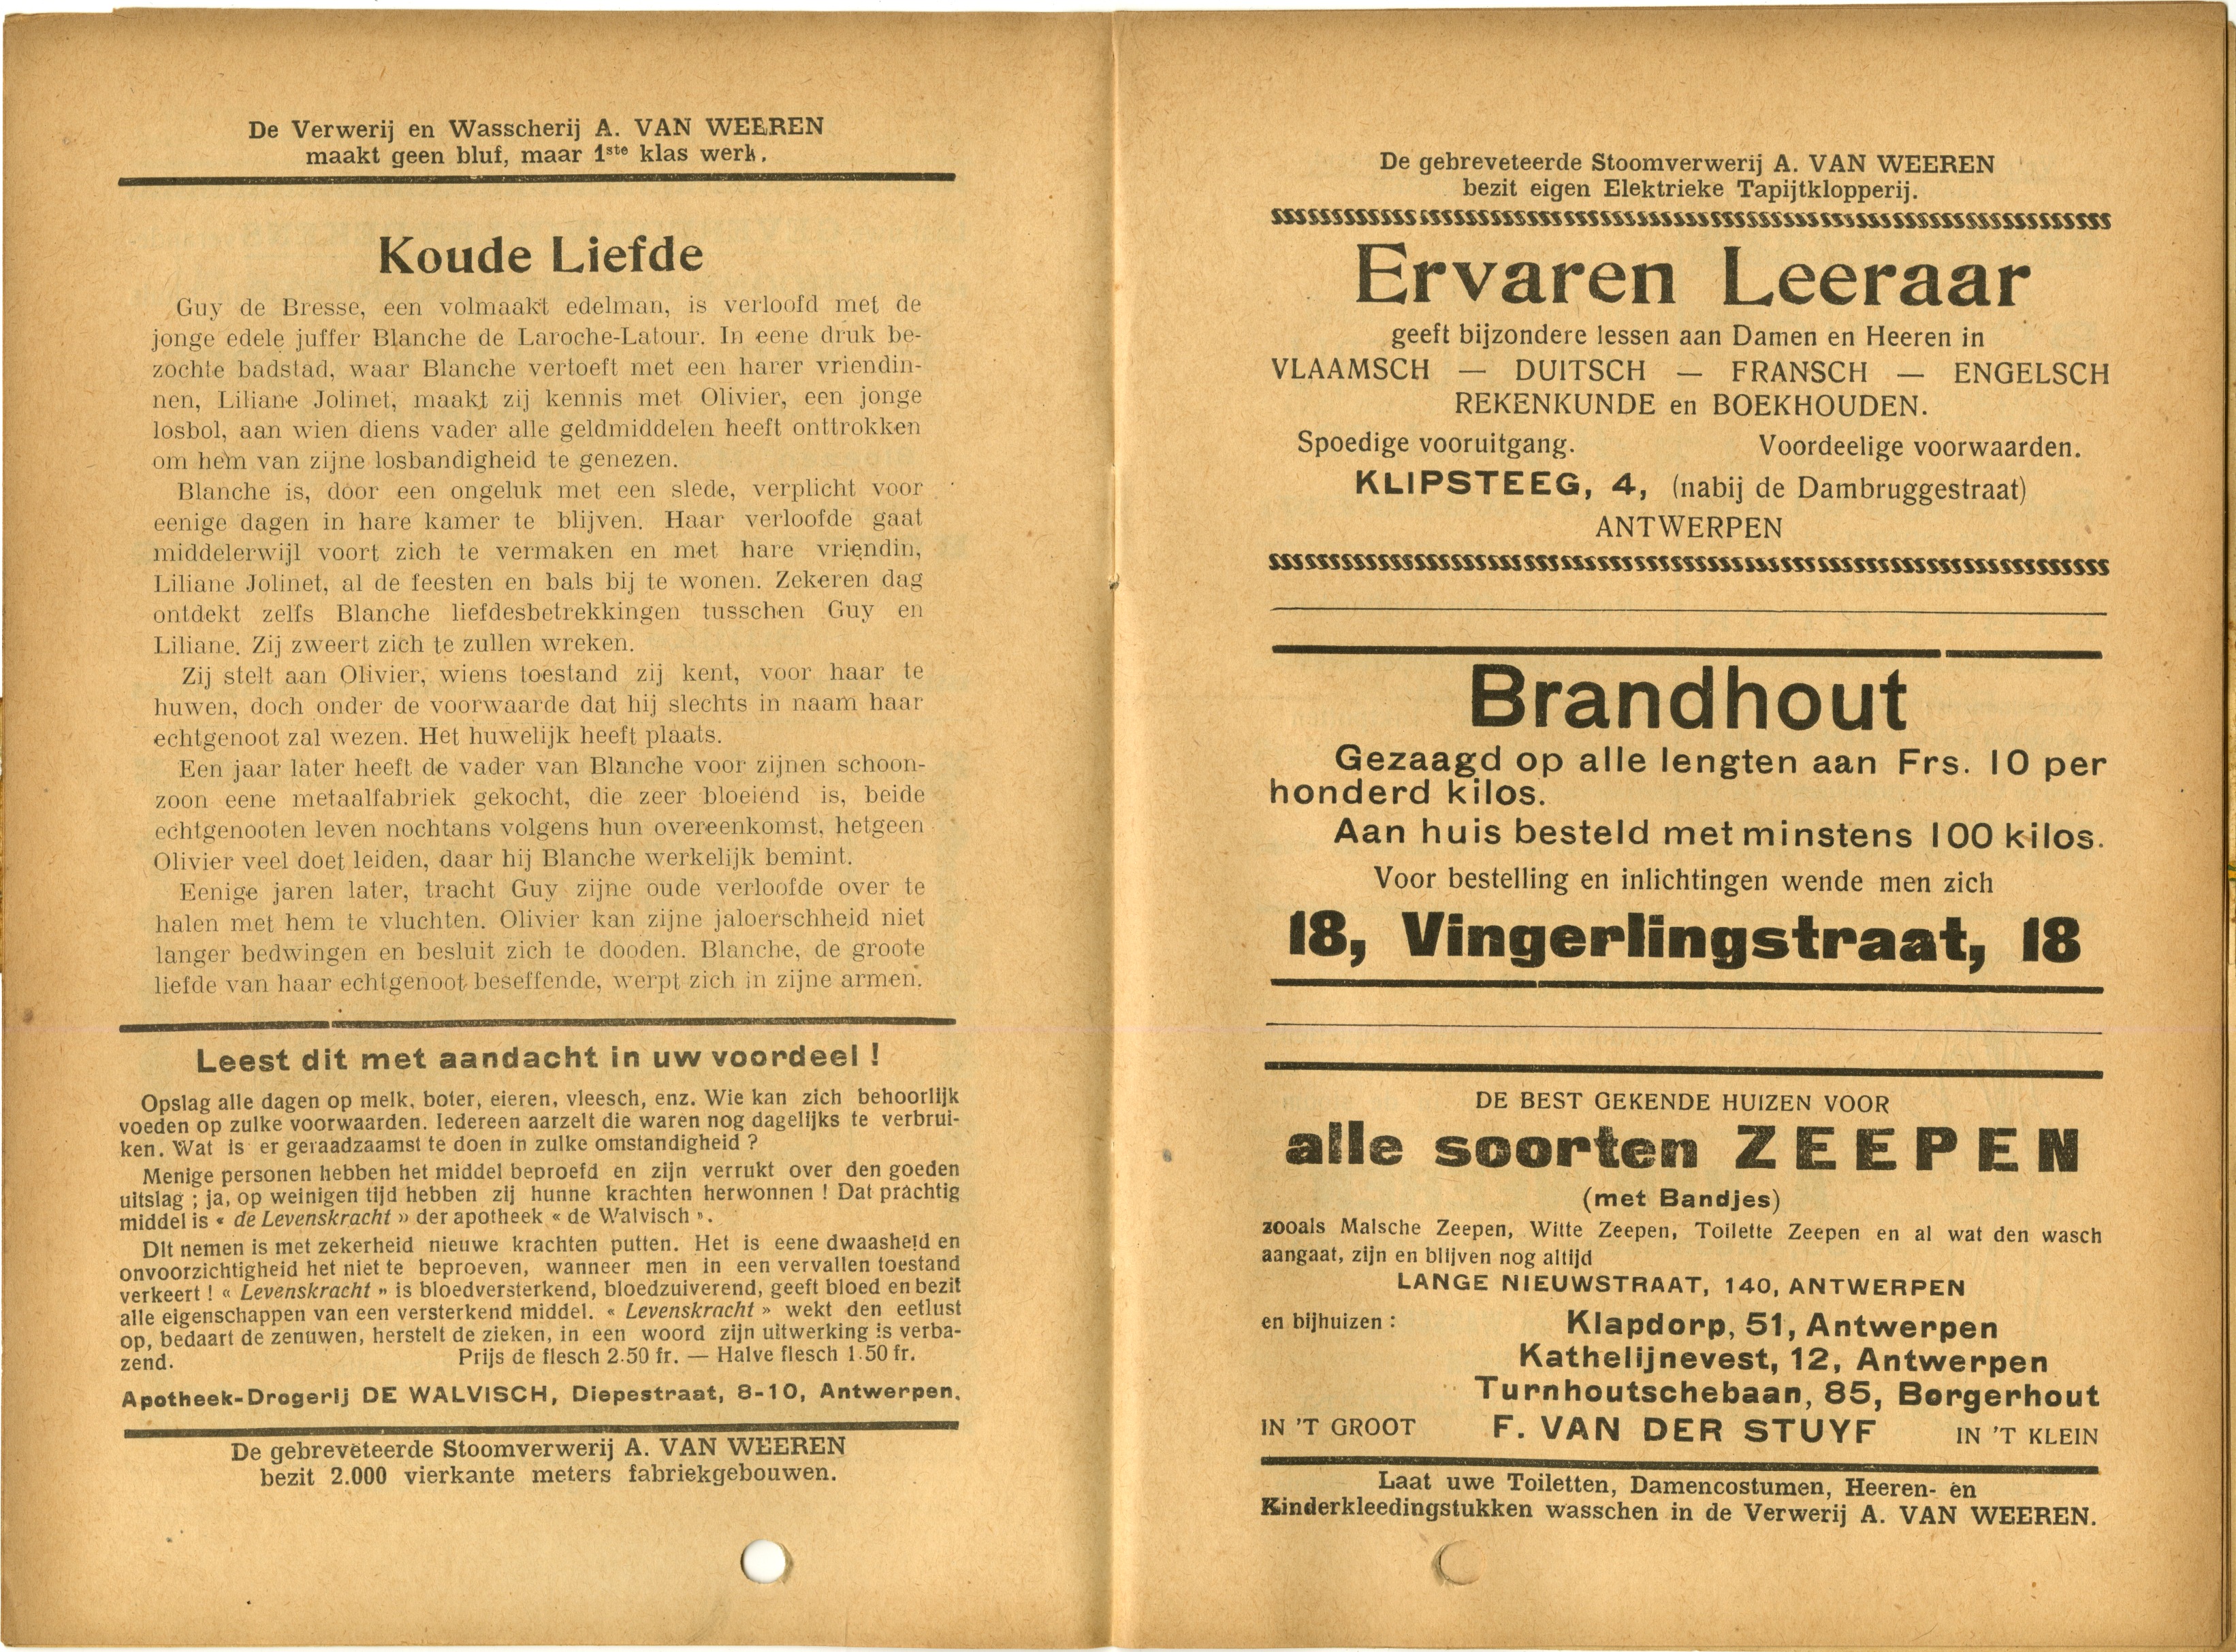 De Verwerij en Wasscherij A. VAN WEEREN
maakt geen bluf, maar 1ste klas werk.
Koude Liefde
Guy de Bresse, een volmaakt edelman, is verloofd met de
jonge edele juffer Blanche de Laroche-Latour. In eene druk be-
zochte badstad, waar Blanche vertoeft met een harer vriendin-
nen, Liliane Jolinet, maakt zij kennis met Olivier, een jonge
losbol, aan wien diens vader alle geldmiddelen heeft onttrokken
om hem van zijne losbandigheid te genezen.
Blanche is, door een ongeluk met een slede, verplicht voor
eenige dagen in hare kamer te blijven. Haar verloofde gaat
middelerwijl voort zich te vermaken en met hare vriendin,
Liliane Jolinet, al de feesten en bals bij te wonen. Zekeren dag
ontdekt zelfs Blanche liefdesbetrekkingen tusschen Guy en
Liliane. Zij zweert zich te zullen wreken.
Zij stelt aan Olivier, wiens toestand zij kent, voor haar te
huwen, doch onder de voorwaarde dat hij slechts in naam haar
echtgenoot zal wezen. Het huwelijk heeft plaats.
Een jaar later heeft de vader van Blanche voor zijnen schoon-
zoon eene metaalfabriek gekocht, die zeer bloeiend is, beide
echtgenooten leven nochtans volgens hun overeenkomst, hetgeen
Olivier veel doet leiden, daar hij Blanche werkelijk bemint.
Eenige jaren later, tracht Guy zijne oude verloofde over te
halen met hem te vluchten. Olivier kan zijne jaloerschheid niet
langer bedwingen en besluit zich te dooden. Blanche, de groote
liefde van haar echtgenoot beseffende, werpt zich in zijne armen.
Leest dit met aandacht in uw voordeel !
Opslag alle dagen op melk, boter, eieren, vleesch, enz. Wie kan zich behoorlijk
voeden op zulke voorwaarden. Iedereen aarzelt die waren nog dagelijks te verbrui-
ken. Wat is er geraadzaamst te doen in zulke omstandigheid ?
Menige personen hebben het middel beproefd en zijn verrukt over den goeden
uitslag ; ja, op weinigen tijd hebben zij hunne krachten herwonnen ! Dat prachtig
middel is « de Levenskracht » der apotheek « de Walvisch ».
Dit nemen is met zekerheid nieuwe krachten putten. Het is eene dwaasheid en
onvoorzichtigheid het niet te beproeven, wanneer men in een vervallen toestand
verkeert ! « Levenskracht » is bloedversterkend, bloedzuiverend, geeft bloed en bezit
alle eigenschappen van een versterkend middel. « Levenskracht » wekt den eetlust
op, bedaart de zenuwen, herstelt de zieken, in een woord zijn uitwerking is verba-
zend. Prijs de flesch 2.50 fr. — Halve flesch 1.50 fr.
Apotheek-Drogerij DE WALVISCH, Diepestraat, 8-10, Antwerpen.
De gebreveteerde Stoomverwerij A. VAN WEEREN
bezit 2.000 vierkante meters fabriekgebouwen.
De gebreveteerde Stoomverwerij A. VAN WEEREN
bezit eigen Elektrieke Tapijtklopperij.
Ervaren Leeraar
geeft bijzondere lessen aan Damen en Heeren in
VLAAMSCH — DUITSCH — FRANSCH — ENGELSCH
REKENKUNDE en BOEKHOUDEN.
Spoedige vooruitgang. Voordeelige voorwaarden.
KLIPSTEEG, 4, (nabij de Dambruggestraat)
ANTWERPEN
Brandhout
Gezaagd op alle lengten aan Frs. 10 per
honderd kilos.
Aan huis besteld met minstens 100 kilos.
Voor bestelling en inlichtingen wende men zich
18, Vingerlingstraat, 18
DE BEST GEKENDE HUIZEN VOOR
alle soorten ZEEPEN
(met Bandjes)
zooals Malsche Zeepen, Witte Zeepen, Toilette Zeepen en al wat den wasch
aangaat, zijn en blijven nog altijd
LANGE NIEUWSTRAAT, 140, ANTWERPEN
en bijhuizen : Klapdorp, 51, Antwerpen
Kathelijnevest, 12, Antwerpen
Turnhoutschebaan, 85, Borgerhout
IN 'T GROOT F. VAN DER STUYF IN 'T KLEIN
Laat uwe Toiletten, Damencostumen, Heeren- en
Kinderkleedingstukken wasschen in de Verwerij A. VAN WEEREN.